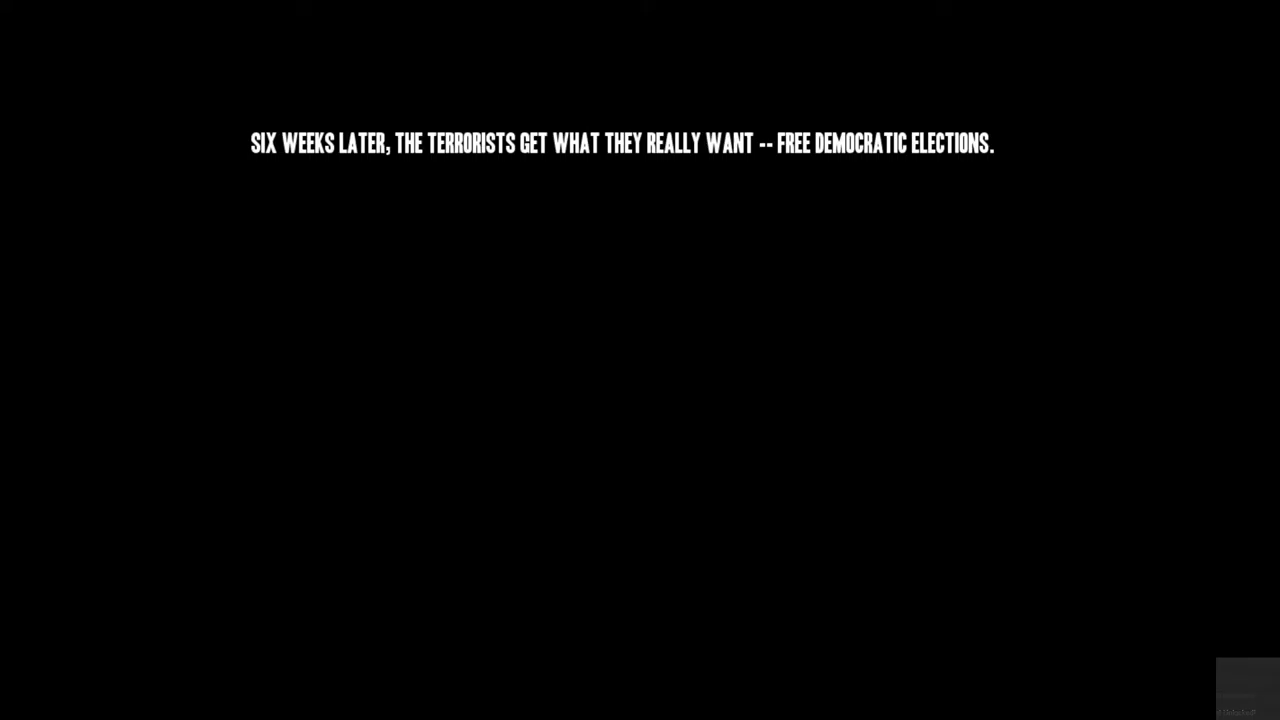 SIX WEEKS LATER, THE TERRORISTS GET WHAT THEY REALLY WANT -- FREE DEMOCRATIC ELECTIONS.